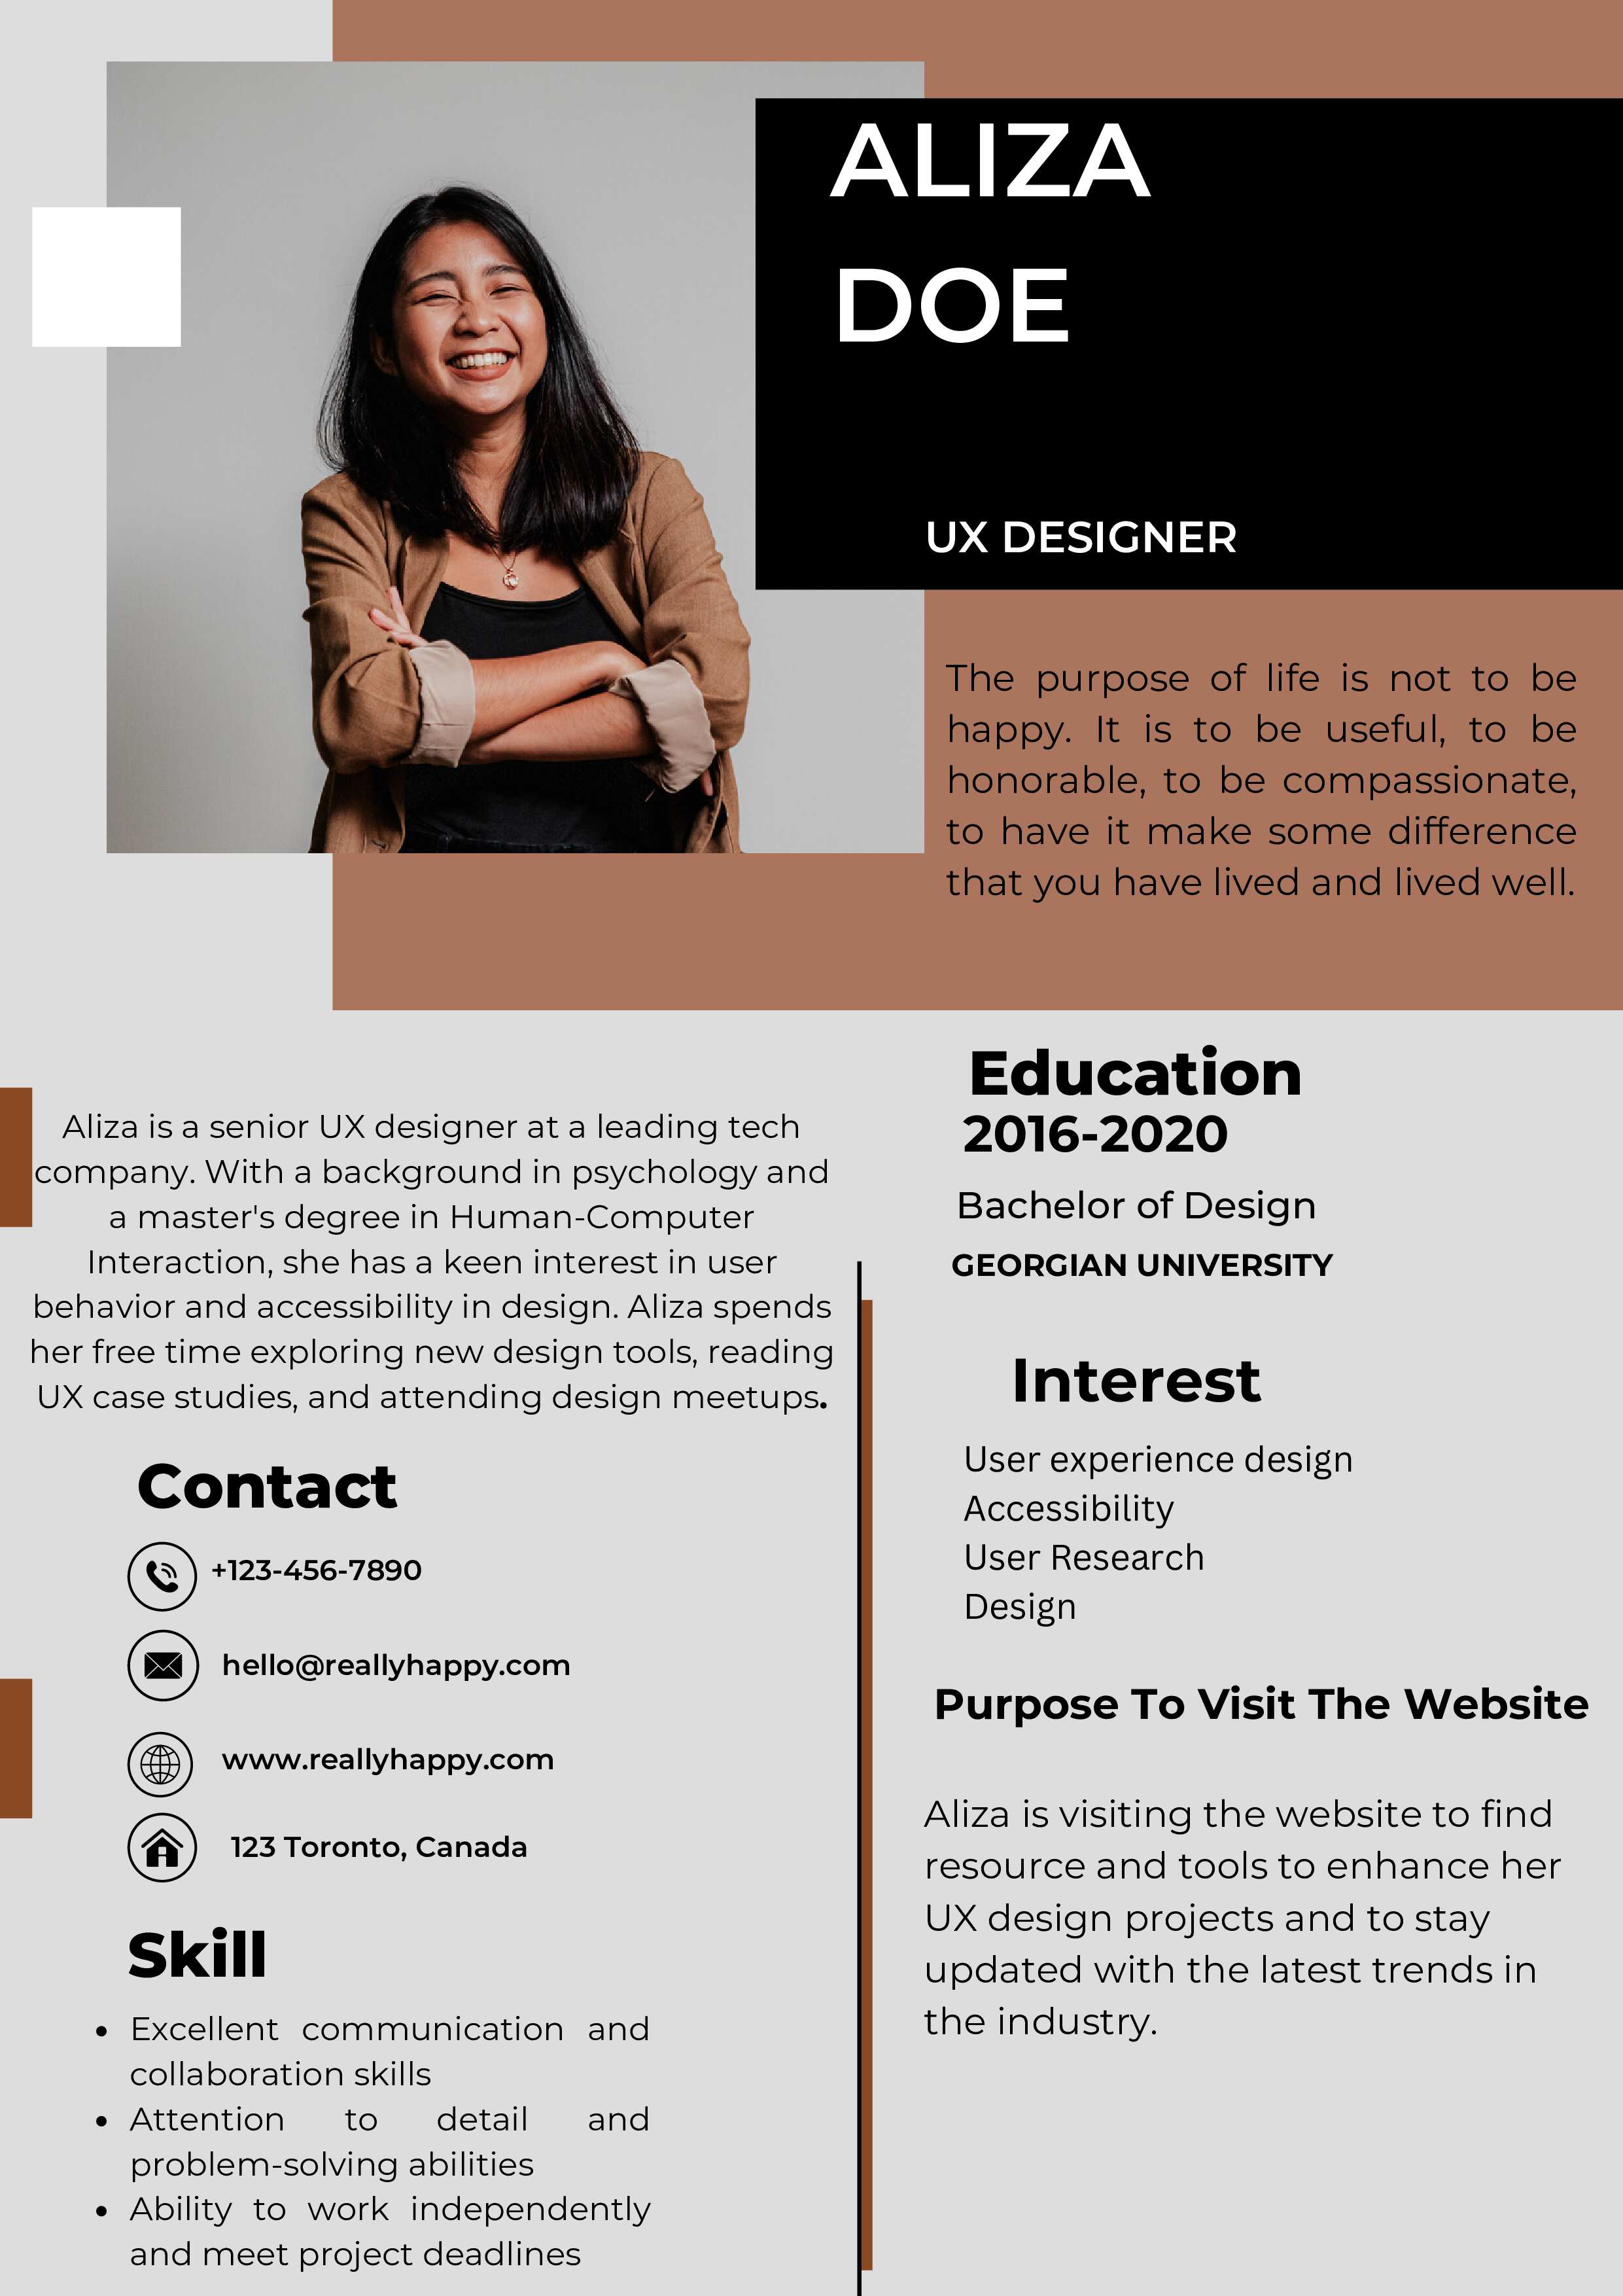 ALIZA
DOE
UX DESIGNER
The purpose of life is not to be
happy. It is to be useful, to be
honorable, to be compassionate,
to have it make some difference
that you have lived and lived well.
Aliza is a senior UX designer at a leading tech
company. With a background in psychology and
a master's degree in Human-Computer
Interaction, she has a keen interest in user
behavior and accessibility in design. Aliza spends
her free time exploring new design tools, reading
UX case studies, and attending design meetups.
Contact
+123-456-7890
hello@reallyhappy.com
www.reallyhappy.com
123 Toronto, Canada
Skill
• Excellent communication and
collaboration skills
• Attention to detail and
problem-solving abilities
• Ability to work independently
and meet project deadlines
Education
2016-2020
Bachelor of Design
GEORGIAN UNIVERSITY
Interest
User experience design
Accessibility
User Research
Design
Purpose To Visit The Website
Aliza is visiting the website to find
resource and tools to enhance her
UX design projects and to stay
updated with the latest trends in
the industry.